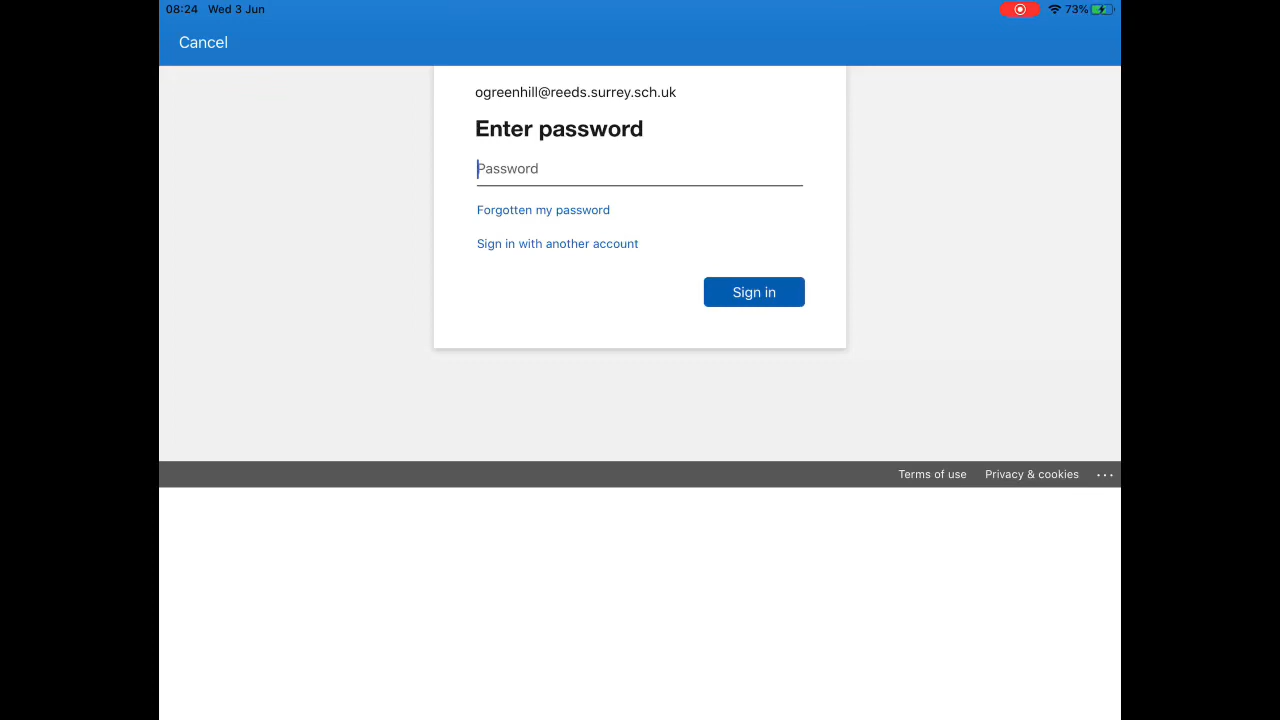 08:24 Wed 3 Jun 73%
Cancel
ogreenhill@reeds.surrey.sch.uk
Enter password
Password
Forgotten my password
Sign in with another account
Sign in
Terms of use Privacy & cookies ...